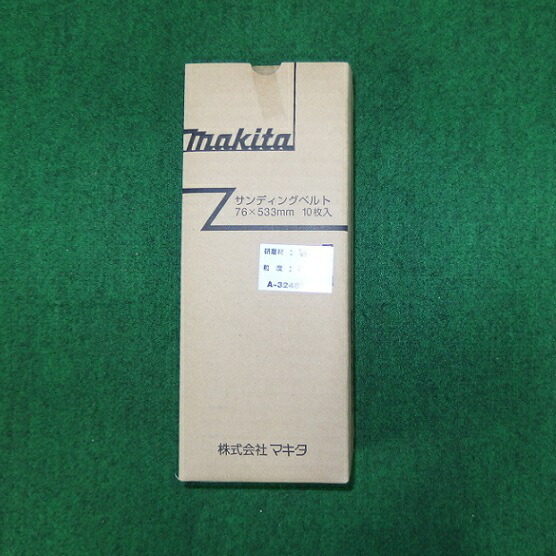 makita
サンディングベルト
76×533mm 10枚入
研磨材 :
粒 度 :
A-324
株式会社 マキタ